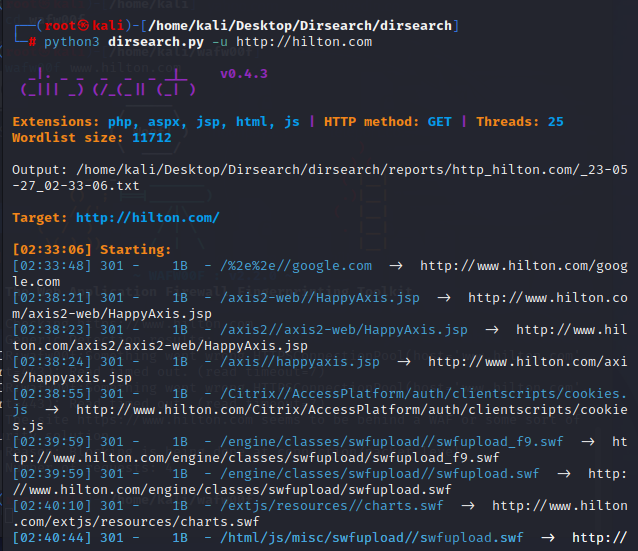 ┌──(root㉿kali)-[/home/kali/Desktop/Dirsearch/dirsearch]
└─# python3 dirsearch.py -u http://hilton.com
v0.4.3
Extensions: php, aspx, jsp, html, js | HTTP method: GET | Threads: 25
Wordlist size: 11712
Output: /home/kali/Desktop/Dirsearch/dirsearch/reports/http_hilton.com/_23-05
-27_02-33-06.txt
Target: http://hilton.com/
[02:33:06] Starting:
[02:33:48] 301 -    1B  - /%2e%2e//google.com  →  http://www.hilton.com/goog
le.com
[02:38:21] 301 -    1B  - /axis2-web//HappyAxis.jsp  →  http://www.hilton.co
m/axis2-web/HappyAxis.jsp
[02:38:23] 301 -    1B  - /axis2//axis2-web/HappyAxis.jsp  →  http://www.hil
ton.com/axis2/axis2-web/HappyAxis.jsp
[02:38:24] 301 -    1B  - /axis//happyaxis.jsp  →  http://www.hilton.com/axi
s/happyaxis.jsp
[02:38:55] 301 -    1B  - /Citrix//AccessPlatform/auth/clientscripts/cookies.
js  →  http://www.hilton.com/Citrix/AccessPlatform/auth/clientscripts/cookie
s.js
[02:39:59] 301 -    1B  - /engine/classes/swfupload//swfupload_f9.swf  →  ht
tp://www.hilton.com/engine/classes/swfupload/swfupload_f9.swf
[02:39:59] 301 -    1B  - /engine/classes/swfupload//swfupload.swf  →  http:
//www.hilton.com/engine/classes/swfupload/swfupload.swf
[02:40:10] 301 -    1B  - /extjs/resources//charts.swf  →  http://www.hilton
.com/extjs/resources/charts.swf
[02:40:44] 301 -    1B  - /html/js/misc/swfupload//swfupload.swf  →  http://